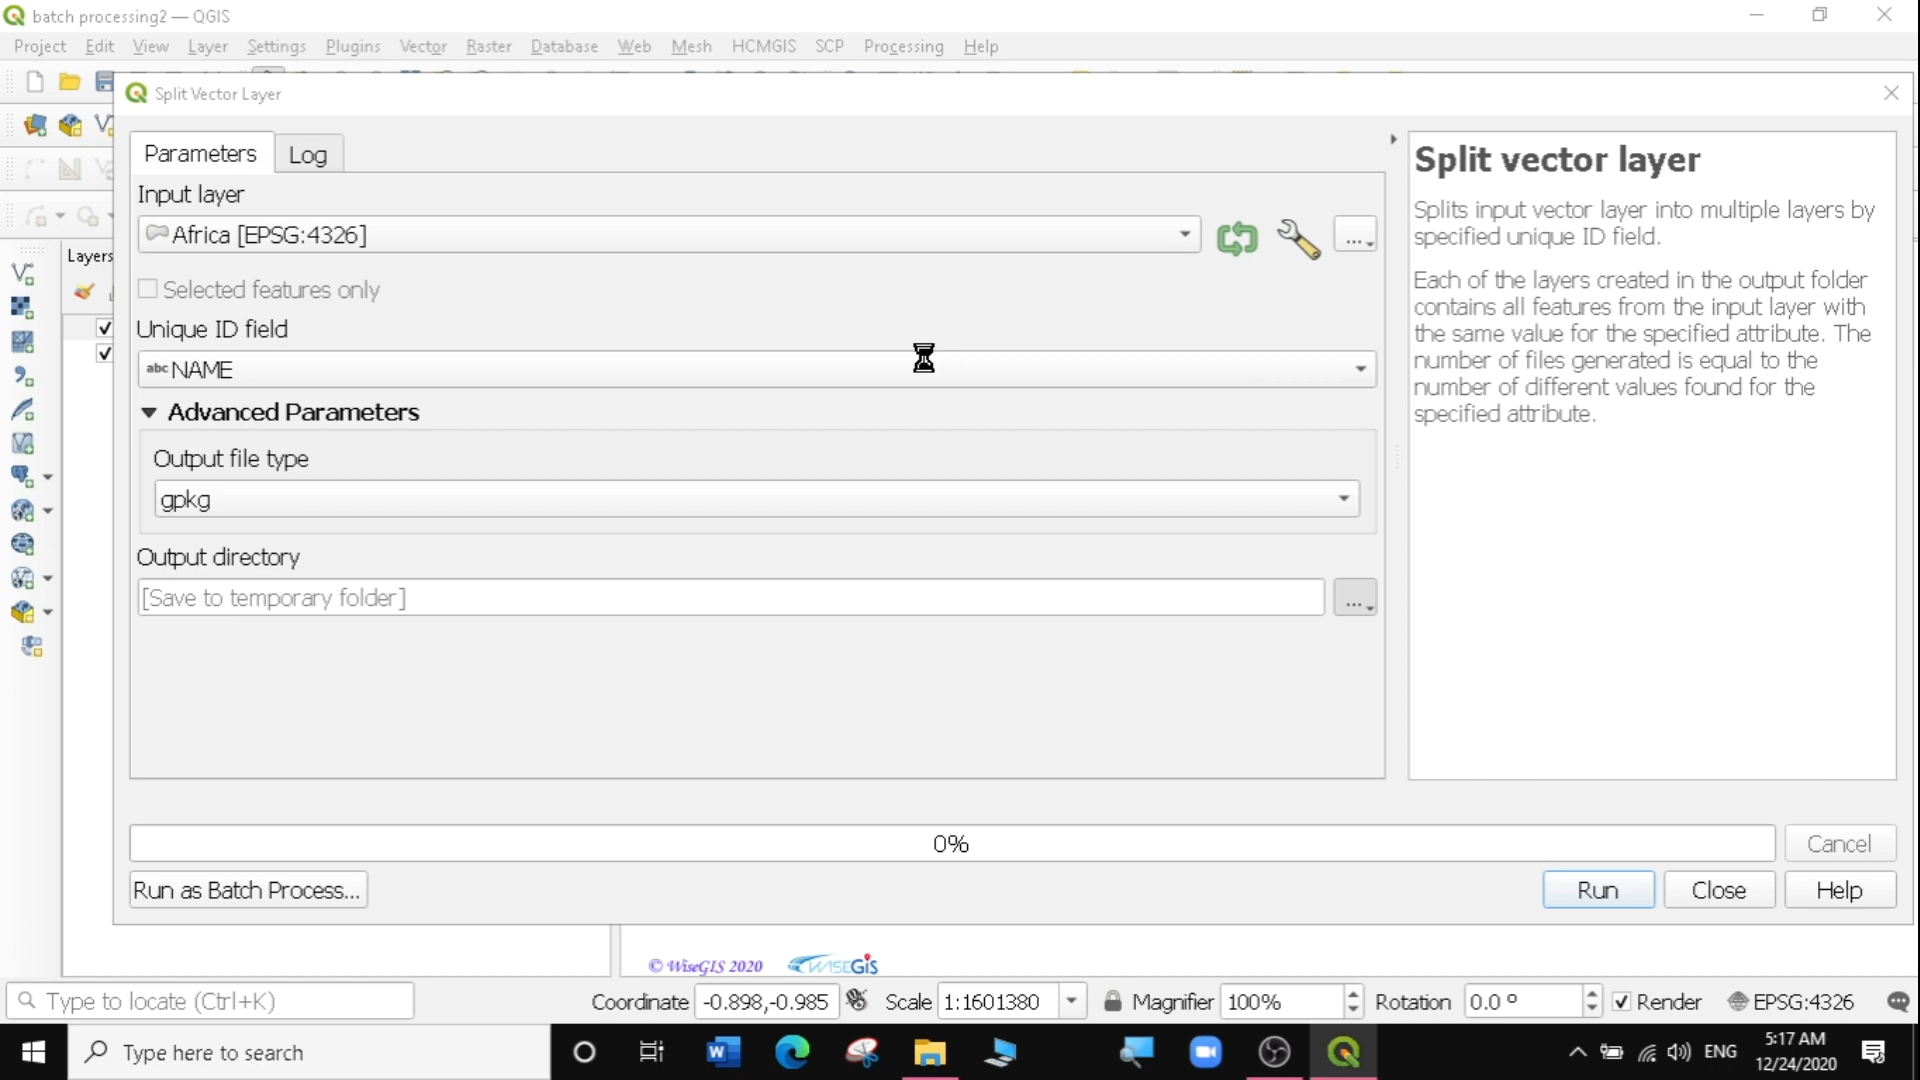 batch processing2 — QGIS
Project Edit View Layer Settings Plugins Vector Raster Database Web Mesh HCMGIS SCP Processing Help
Split Vector Layer
Parameters Log
Input layer
Africa [EPSG:4326]
...
Selected features only
Unique ID field
abc NAME
Advanced Parameters
Output file type
gpkg
Output directory
[Save to temporary folder]
...
Split vector layer
Splits input vector layer into multiple layers by
specified unique ID field.
Each of the layers created in the output folder
contains all features from the input layer with
the same value for the specified attribute. The
number of files generated is equal to the
number of different values found for the
specified attribute.
Layers
0%
Cancel
Run as Batch Process...
Run Close Help
© WiseGIS 2020 WISEGIS
Type to locate (Ctrl+K) Coordinate -0.898,-0.985 Scale 1:1601380 Magnifier 100% Rotation 0.0 ° Render EPSG:4326
Type here to search
ENG
5:17 AM
12/24/2020